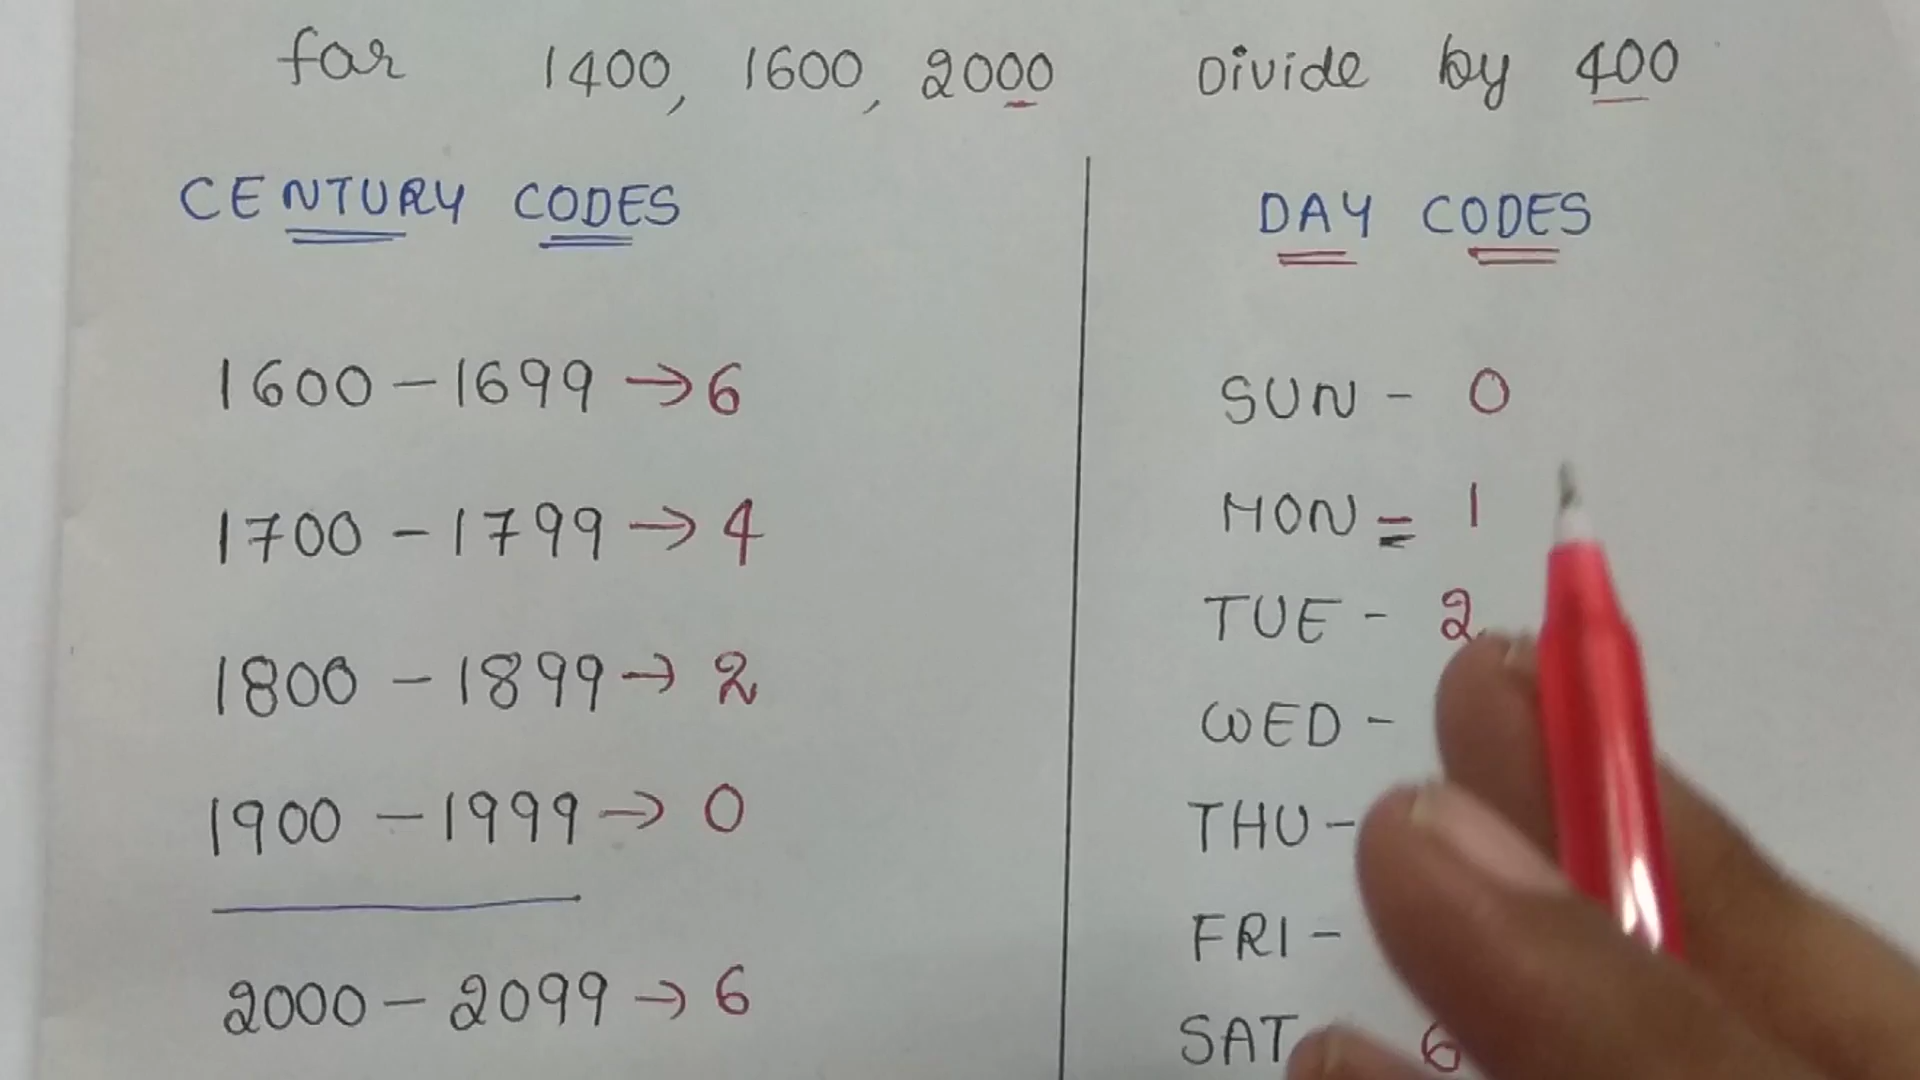 for 1400, 1600, 2000 Divide by 400
CENTURY CODES
1600 - 1699 → 6
1700 - 1799 → 4
1800 - 1899 → 2
1900 - 1999 → 0
2000 - 2099 → 6
DAY CODES
SUN - 0
MON = 1
TUE - 2
WED -
THU -
FRI -
SAT - 6